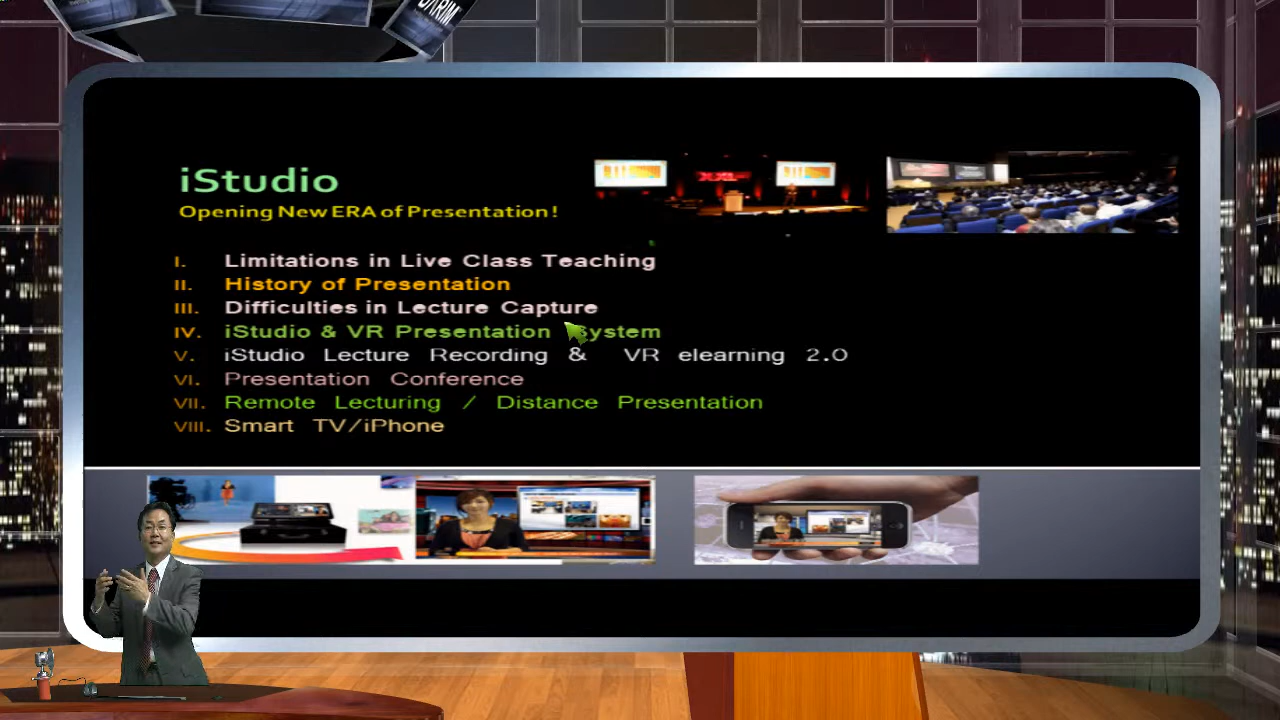 DARIM
iStudio
Opening New ERA of Presentation !
I. Limitations in Live Class Teaching
II. History of Presentation
III. Difficulties in Lecture Capture
IV. iStudio & VR Presentation System
V. iStudio Lecture Recording & VR elearning 2.0
VI. Presentation Conference
VII. Remote Lecturing / Distance Presentation
VIII. Smart TV/iPhone